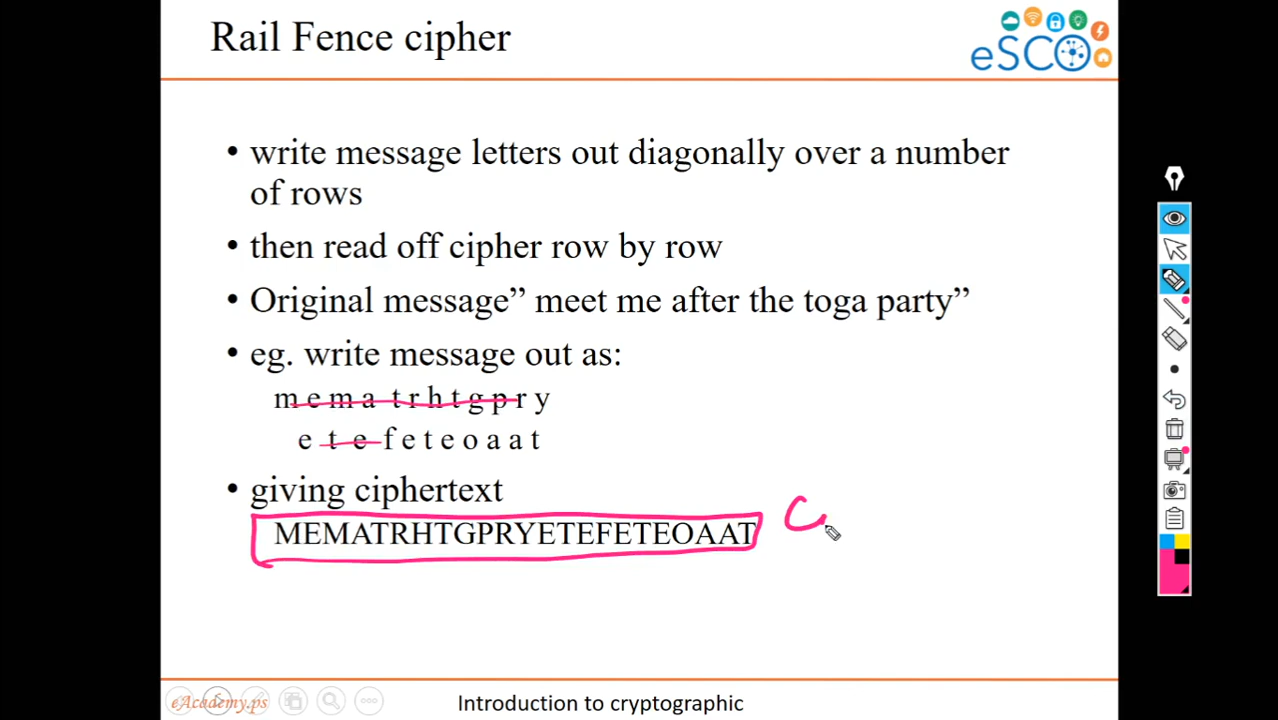 Rail Fence cipher
eSCO
• write message letters out diagonally over a number
of rows
• then read off cipher row by row
• Original message” meet me after the toga party”
• eg. write message out as:
m e m a t r h t g p r y
e t e f e t e o a a t
• giving ciphertext
MEMATRHTGPRYETEFETEOAAT
C
eAcademy.ps
Introduction to cryptographic